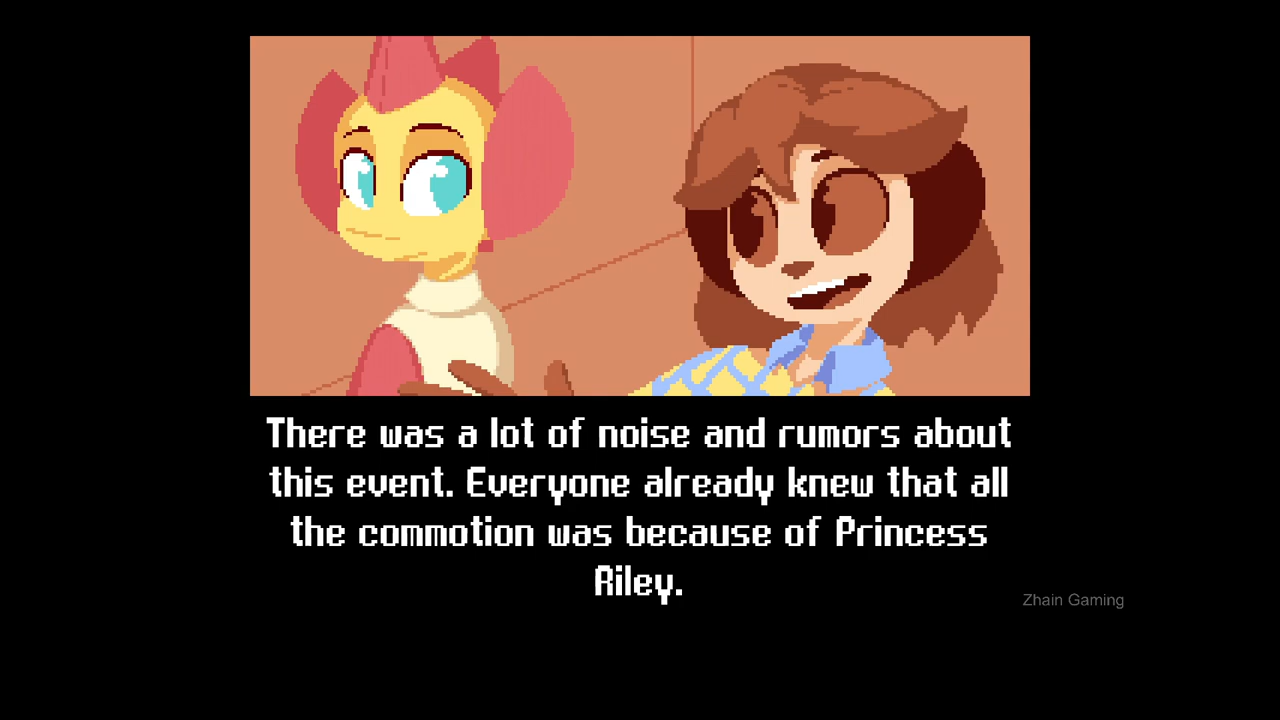 There was a lot of noise and rumors about
this event. Everyone already knew that all
the commotion was because of Princess
Riley.
Zhain Gaming